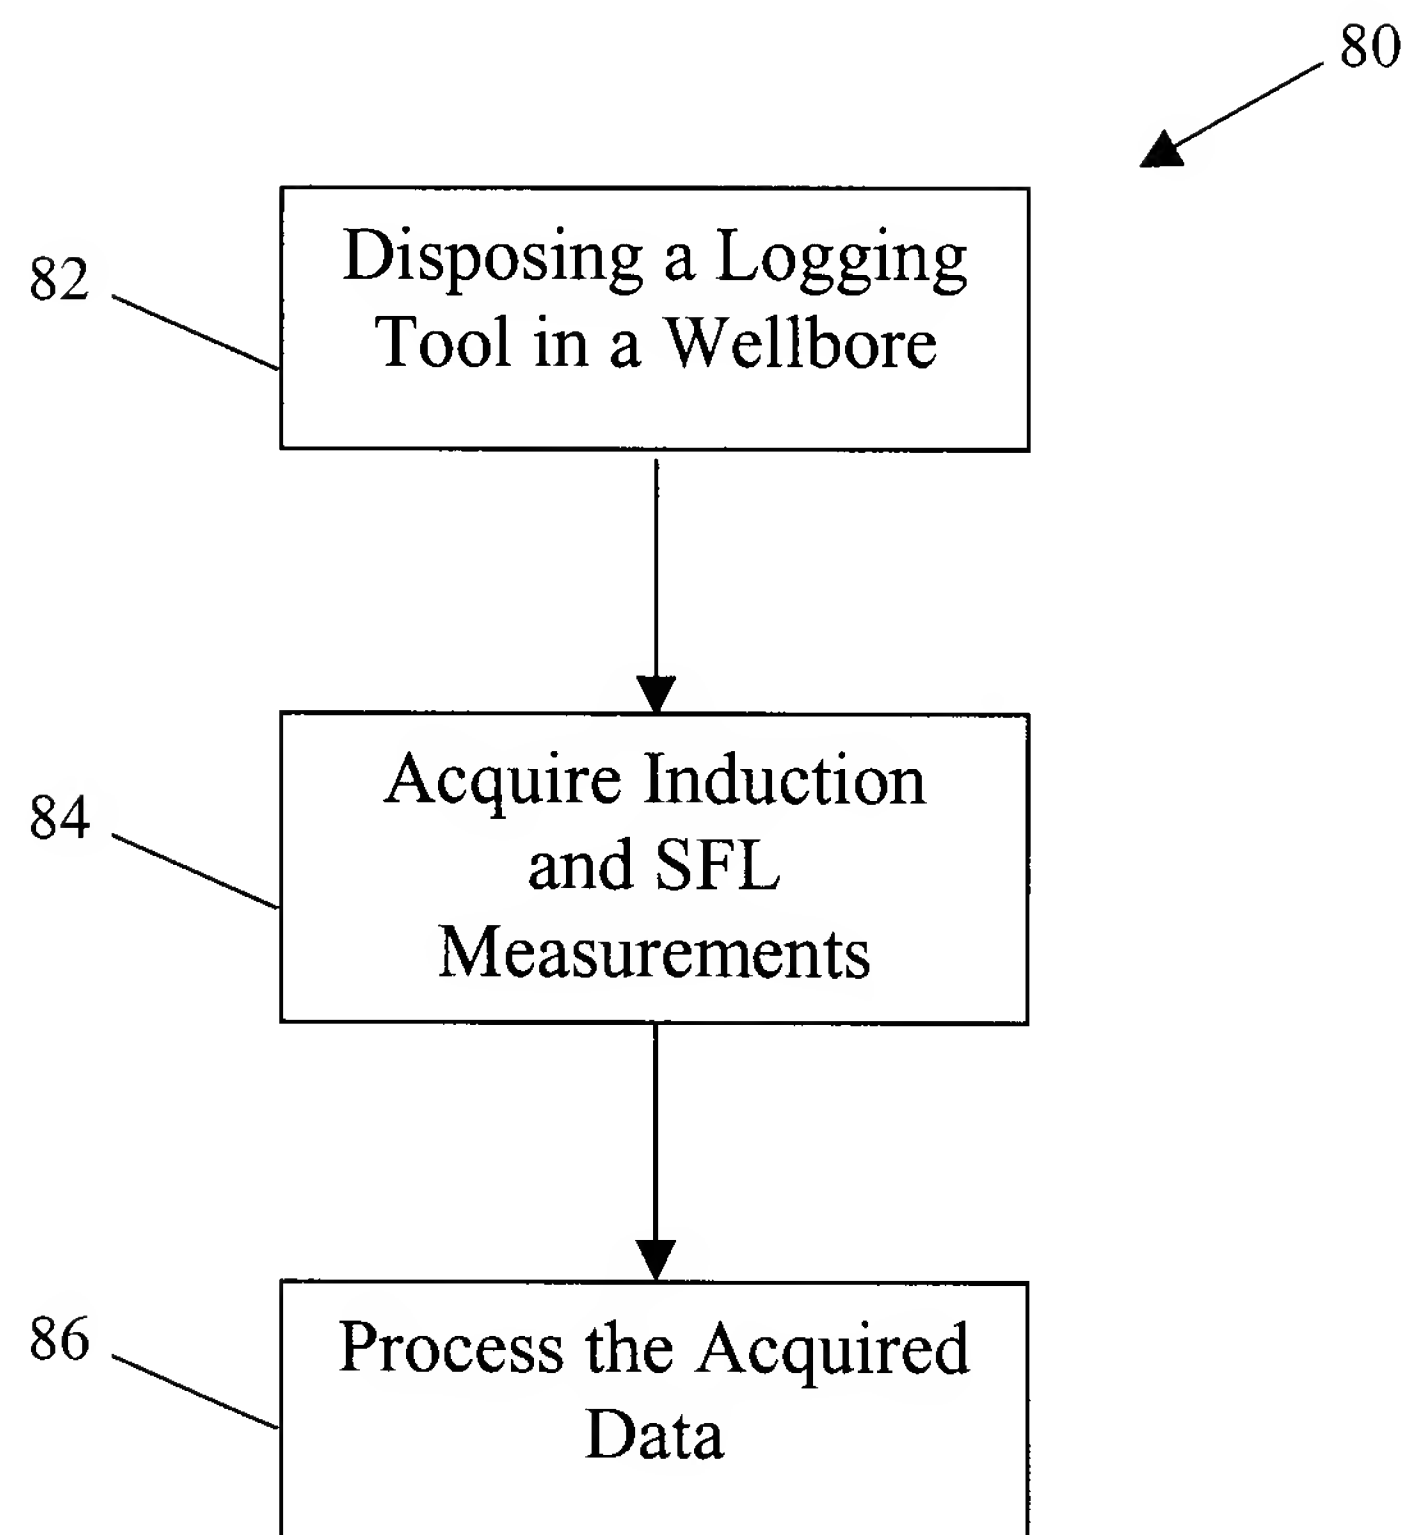 80
82
Disposing a Logging
Tool in a Wellbore
84
Acquire Induction
and SFL
Measurements
86
Process the Acquired
Data